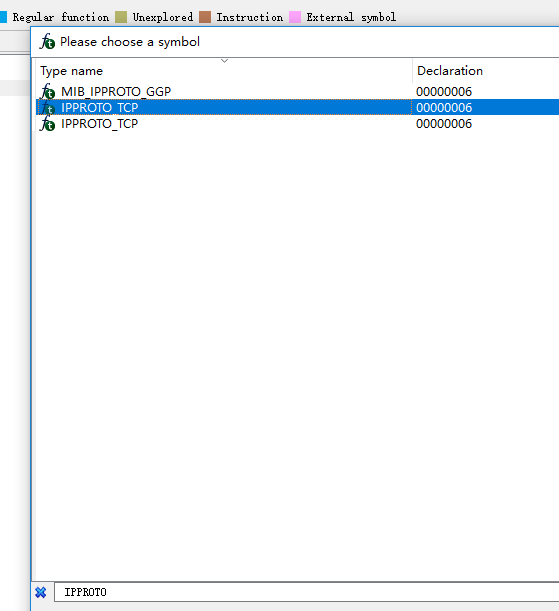 Regular function Unexplored Instruction External symbol
Please choose a symbol
Type name Declaration
MIB_IPPROTO_GGP 00000006
IPPROTO_TCP 00000006
IPPROTO_TCP 00000006
IPPROTO